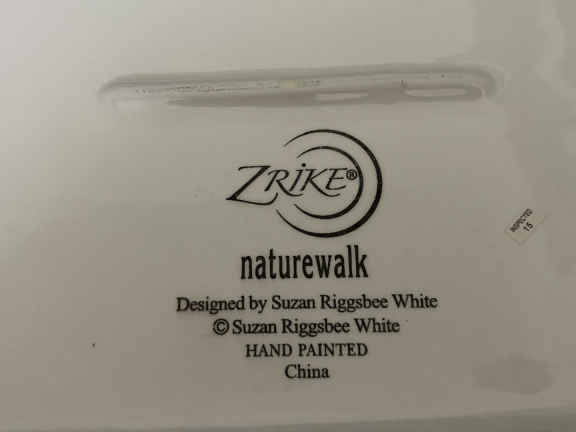 ZRIKE®
naturewalk
Designed by Suzan Riggsbee White
© Suzan Riggsbee White
HAND PAINTED
China
INSPECTED
15